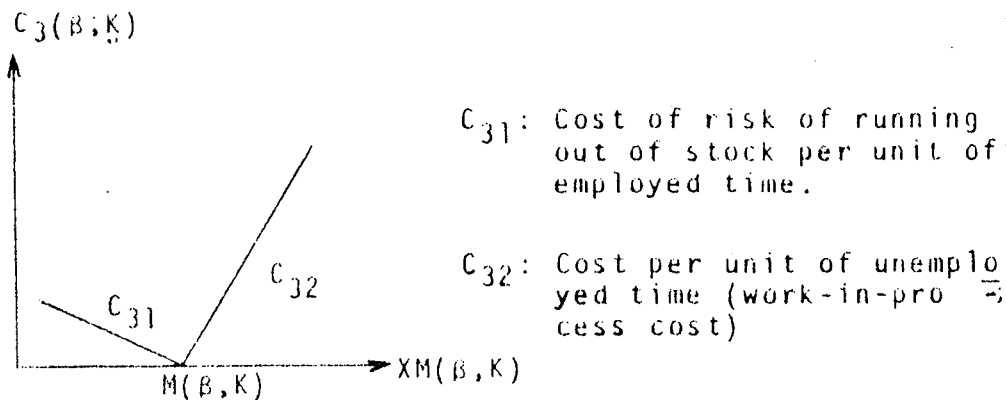 C3(β;K)
C31: Cost of risk of running
out of stock per unit of
employed time.
C32: Cost per unit of unemplo
yed time (work-in-pro -
cess cost)
C31
C32
M(β,K)
XM(β,K)